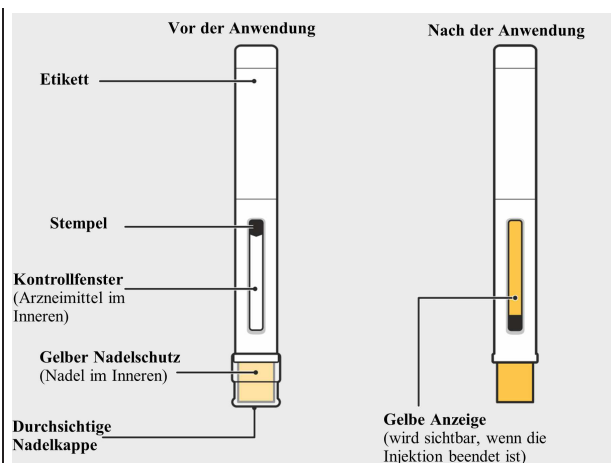 Vor der Anwendung
Nach der Anwendung
Etikett
Stempel
Kontrollfenster
(Arzneimittel im
Inneren)
Gelber Nadelschutz
(Nadel im Inneren)
Durchsichtige
Nadelkappe
Gelbe Anzeige
(wird sichtbar, wenn die
Injektion beendet ist)